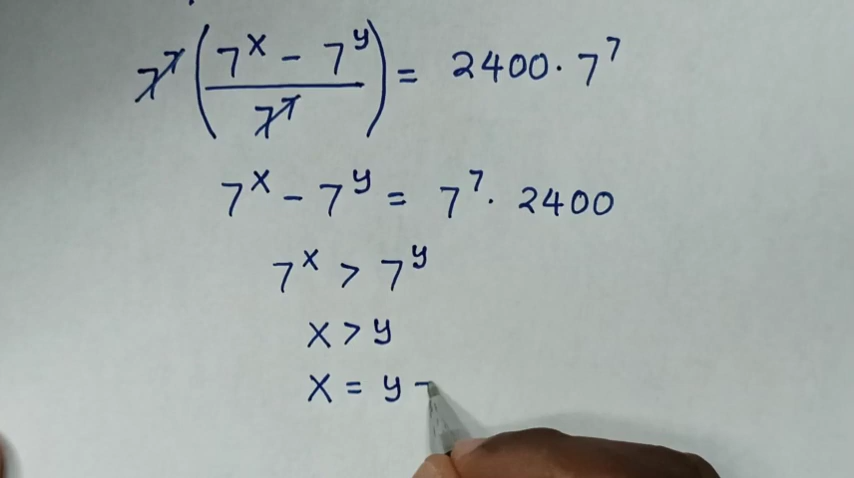 7^7 ( (7^x - 7^y) / 7^7 ) = 2400 · 7^7
7^x - 7^y = 7^7 · 2400
7^x > 7^y
x > y
x = y -